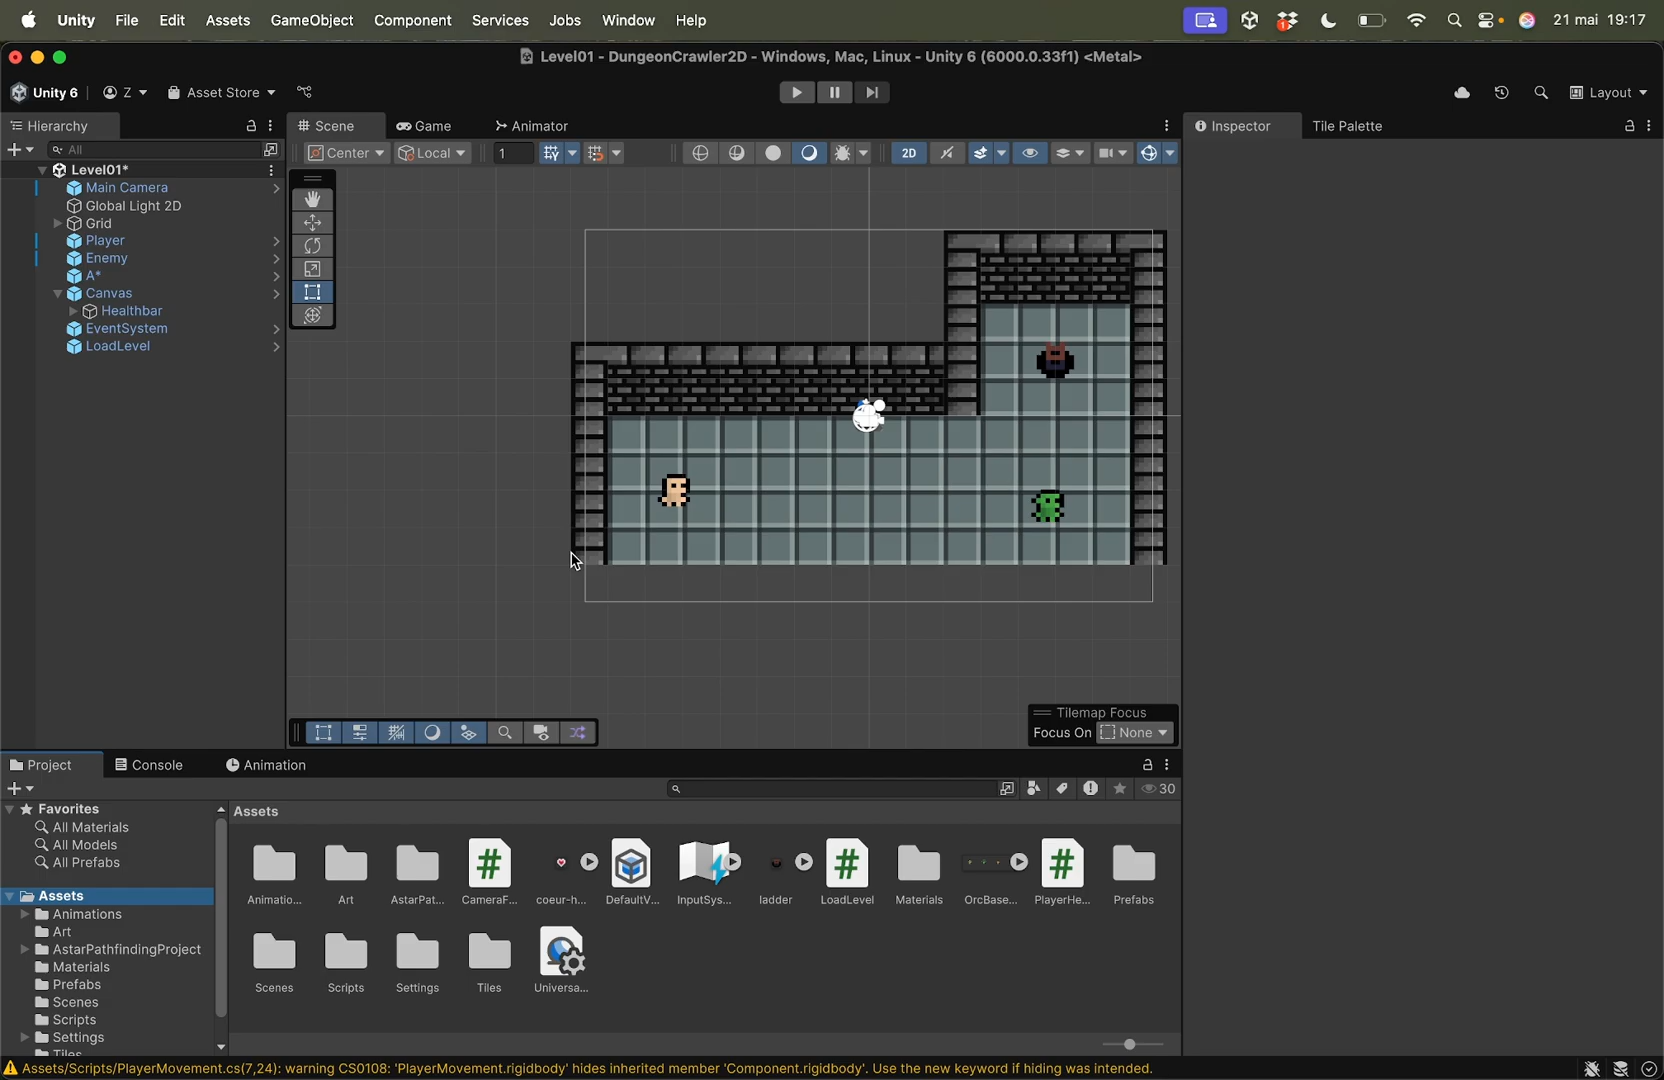 Unity File Edit Assets GameObject Component Services Jobs Window Help 21 mai 19:17
Level01 - DungeonCrawler2D - Windows, Mac, Linux - Unity 6 (6000.0.33f1) <Metal>
Unity 6 Z Asset Store Layout
Hierarchy Scene Game Animator Inspector Tile Palette
All Center Local 1 2D
Level01*
Main Camera
Global Light 2D
Grid
Player
Enemy
A*
Canvas
Healthbar
EventSystem
LoadLevel
Tilemap Focus
Focus On None
Project Console Animation
30
Favorites
All Materials
All Models
All Prefabs
Assets
Animations
Art
AstarPathfindingProject
Materials
Prefabs
Scenes
Scripts
Settings
Tiles
Assets
Animatio... Art AstarPat... CameraF... coeur-h... DefaultV... InputSys... ladder LoadLevel Materials OrcBase... PlayerHe... Prefabs
Scenes Scripts Settings Tiles Universa...
Assets/Scripts/PlayerMovement.cs(7,24): warning CS0108: 'PlayerMovement.rigidbody' hides inherited member 'Component.rigidbody'. Use the new keyword if hiding was intended.